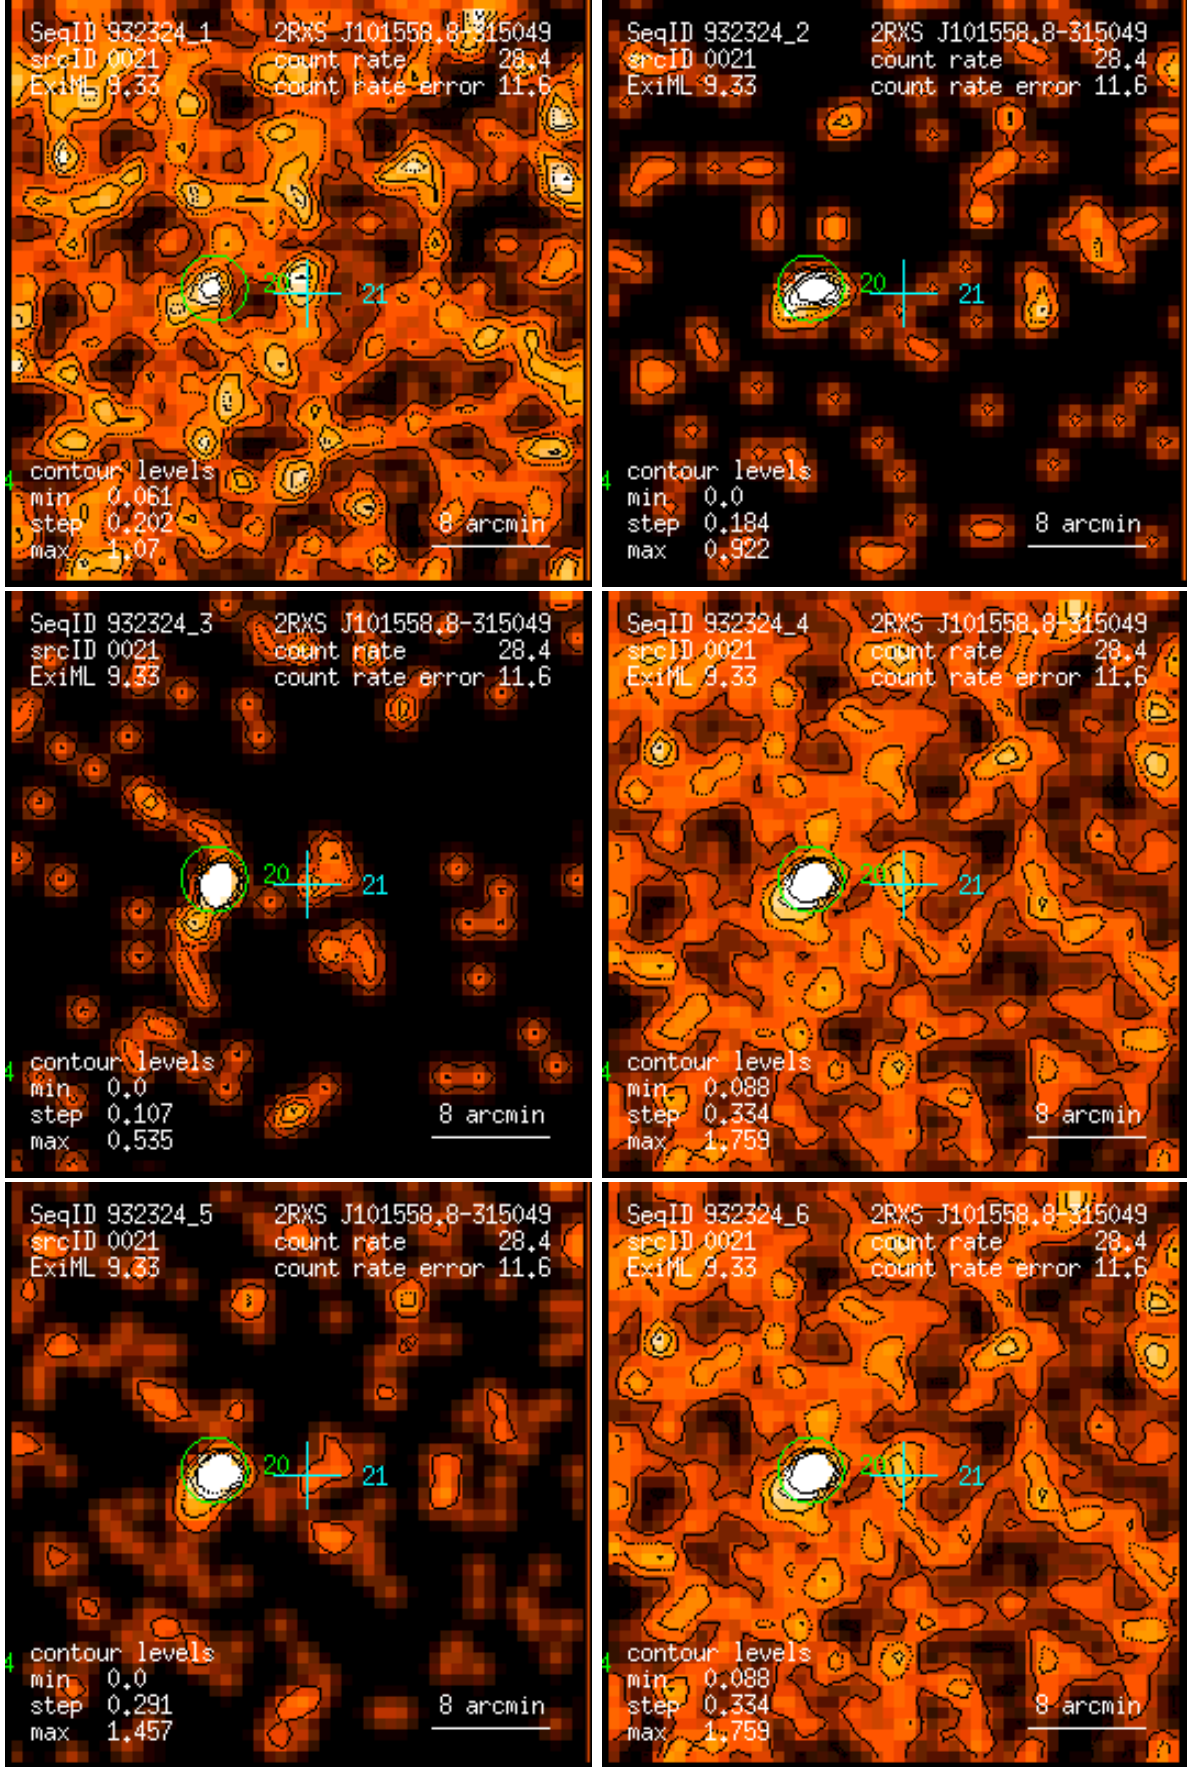 SeqID 932324_1 2RXS J101558.8-315049
srcID 0021 count rate 28.4
ExiML 9.33 count rate error 11.6
20
21
4
contour levels
min 0.061
step 0.202
max 1.07
8 arcmin
SeqID 932324_2 2RXS J101558.8-315049
srcID 0021 count rate 28.4
ExiML 9.33 count rate error 11.6
20
21
4
contour levels
min 0.0
step 0.184
max 0.922
8 arcmin
SeqID 932324_3 2RXS J101558.8-315049
srcID 0021 count rate 28.4
ExiML 9.33 count rate error 11.6
20
21
4
contour levels
min 0.0
step 0.107
max 0.535
8 arcmin
SeqID 932324_4 2RXS J101558.8-315049
srcID 0021 count rate 28.4
ExiML 9.33 count rate error 11.6
20
21
4
contour levels
min 0.088
step 0.334
max 1.759
8 arcmin
SeqID 932324_5 2RXS J101558.8-315049
srcID 0021 count rate 28.4
ExiML 9.33 count rate error 11.6
20
21
4
contour levels
min 0.0
step 0.291
max 1.457
8 arcmin
SeqID 932324_6 2RXS J101558.8-315049
srcID 0021 count rate 28.4
ExiML 9.33 count rate error 11.6
20
21
4
contour levels
min 0.088
step 0.334
max 1.759
8 arcmin